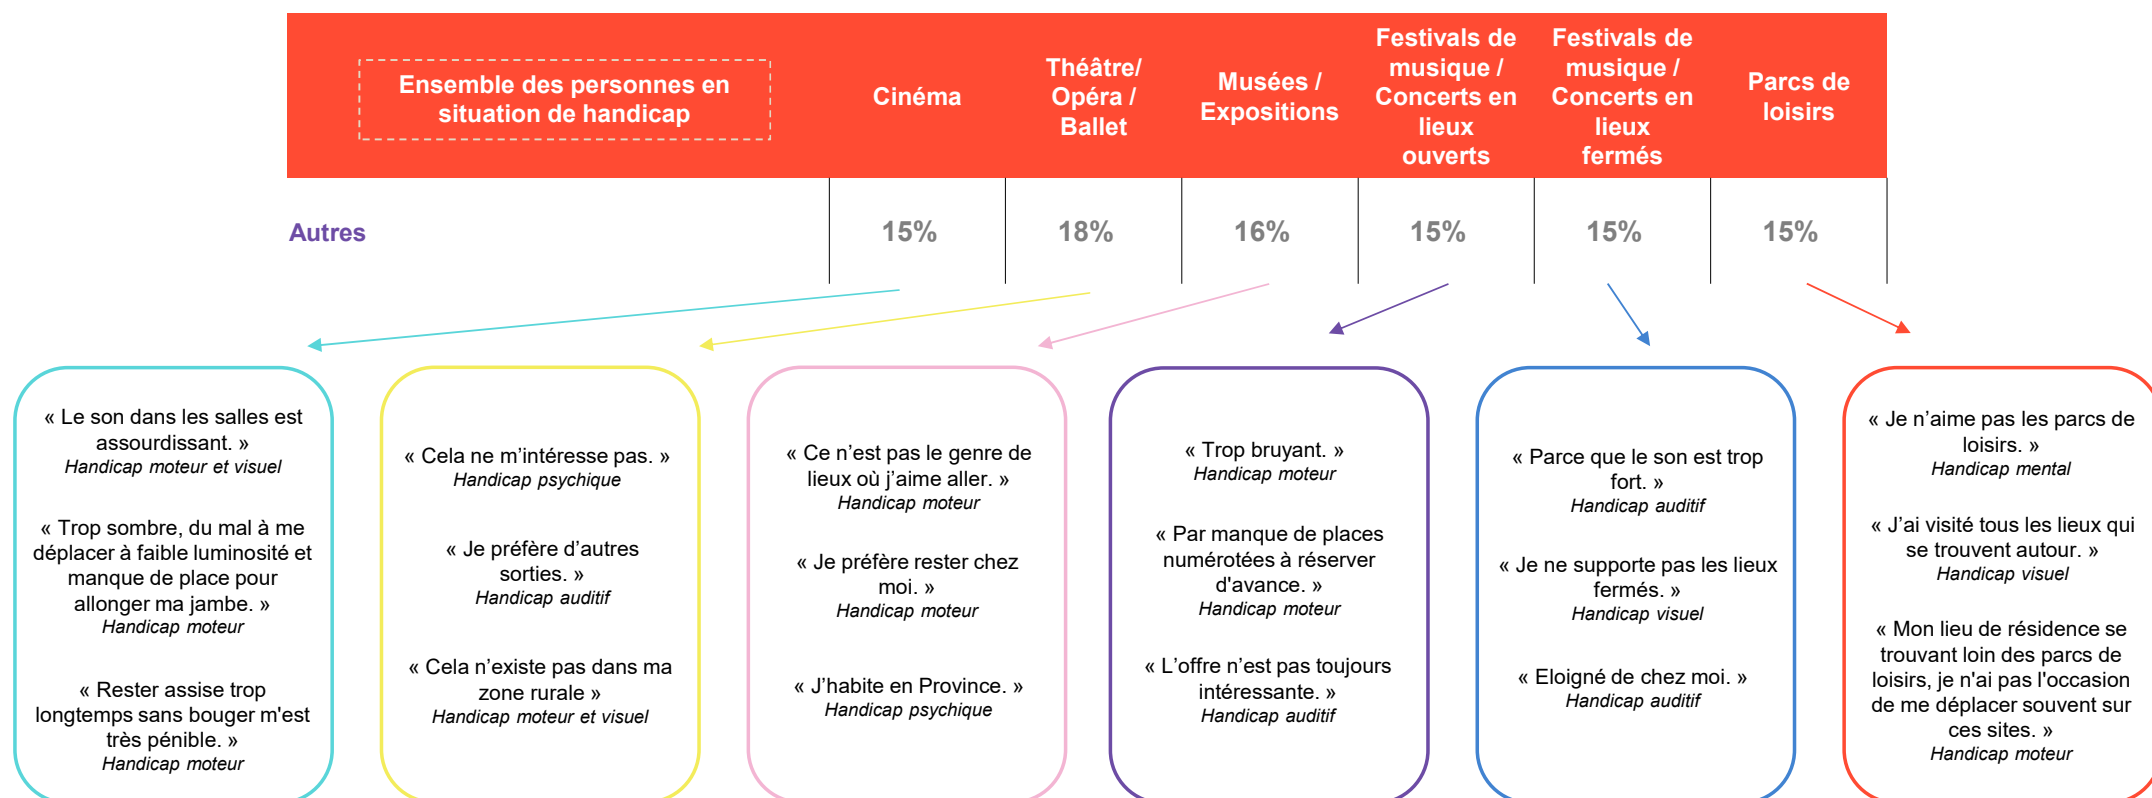 Ensemble des personnes en
situation de handicap
Cinéma
Théâtre/
Opéra /
Ballet
Musées /
Expositions
Festivals de
musique /
Concerts en
lieux
ouverts
Festivals de
musique /
Concerts en
lieux
fermés
Parcs de
loisirs
Autres
15%
18%
16%
15%
15%
15%
« Le son dans les salles est
assourdissant. »
Handicap moteur et visuel
« Trop sombre, du mal à me
déplacer à faible luminosité et
manque de place pour
allonger ma jambe. »
Handicap moteur
« Rester assise trop
longtemps sans bouger m'est
très pénible. »
Handicap moteur
« Cela ne m’intéresse pas. »
Handicap psychique
« Je préfère d’autres
sorties. »
Handicap auditif
« Cela n’existe pas dans ma
zone rurale »
Handicap moteur et visuel
« Ce n’est pas le genre de
lieux où j’aime aller. »
Handicap moteur
« Je préfère rester chez
moi. »
Handicap moteur
« J’habite en Province. »
Handicap psychique
« Trop bruyant. »
Handicap moteur
« Par manque de places
numérotées à réserver
d'avance. »
Handicap moteur
« L’offre n’est pas toujours
intéressante. »
Handicap auditif
« Parce que le son est trop
fort. »
Handicap auditif
« Je ne supporte pas les lieux
fermés. »
Handicap visuel
« Eloigné de chez moi. »
Handicap auditif
« Je n’aime pas les parcs de
loisirs. »
Handicap mental
« J’ai visité tous les lieux qui
se trouvent autour. »
Handicap visuel
« Mon lieu de résidence se
trouvant loin des parcs de
loisirs, je n'ai pas l'occasion
de me déplacer souvent sur
ces sites. »
Handicap moteur